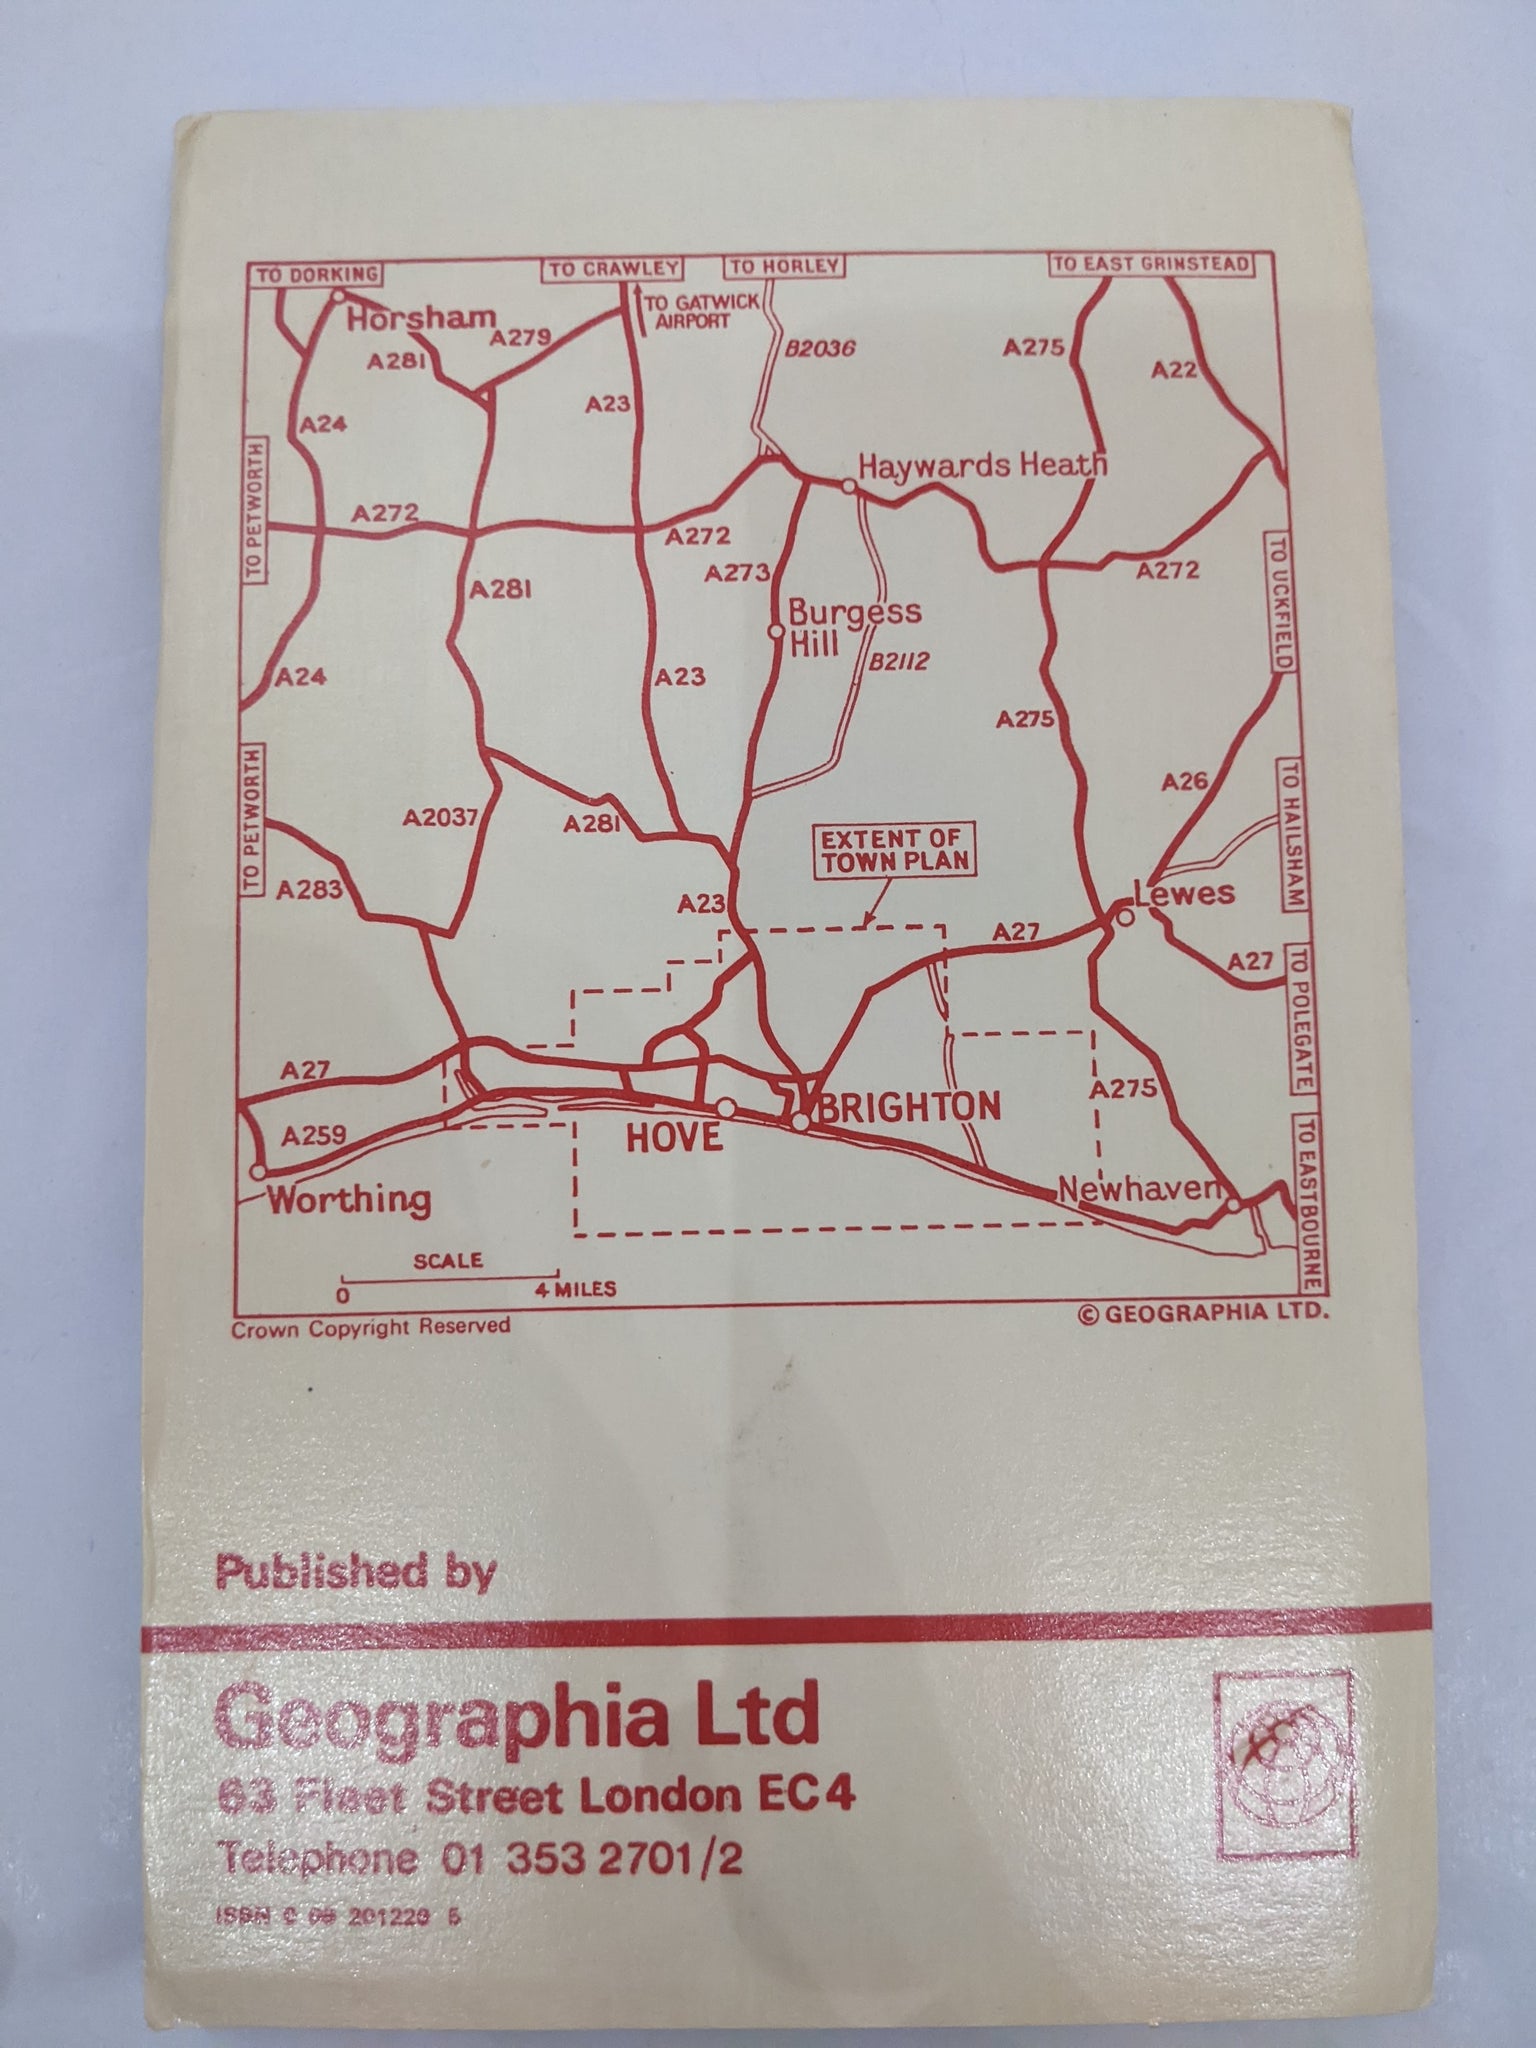 TO DORKING
TO CRAWLEY
TO HORLEY
TO EAST GRINSTEAD
Horsham
TO GATWICK
AIRPORT
A279
A281
B2036
A275
A22
A23
A24
TO PETWORTH
Haywards Heath
A272
A272
A273
A272
A281
TO UCKFIELD
Burgess
Hill
B2112
A24
A23
A275
TO PETWORTH
A26
TO HAILSHAM
A2037
A281
EXTENT OF
TOWN PLAN
A283
A23
Lewes
A27
A27
TO POLEGATE
A27
A275
A259
BRIGHTON
HOVE
TO EASTBOURNE
Worthing
Newhaven
SCALE
0 4 MILES
Crown Copyright Reserved
© GEOGRAPHIA LTD.
Published by
Geographia Ltd
63 Fleet Street London EC4
Telephone 01 353 2701/2
ISBN 0 201220 5